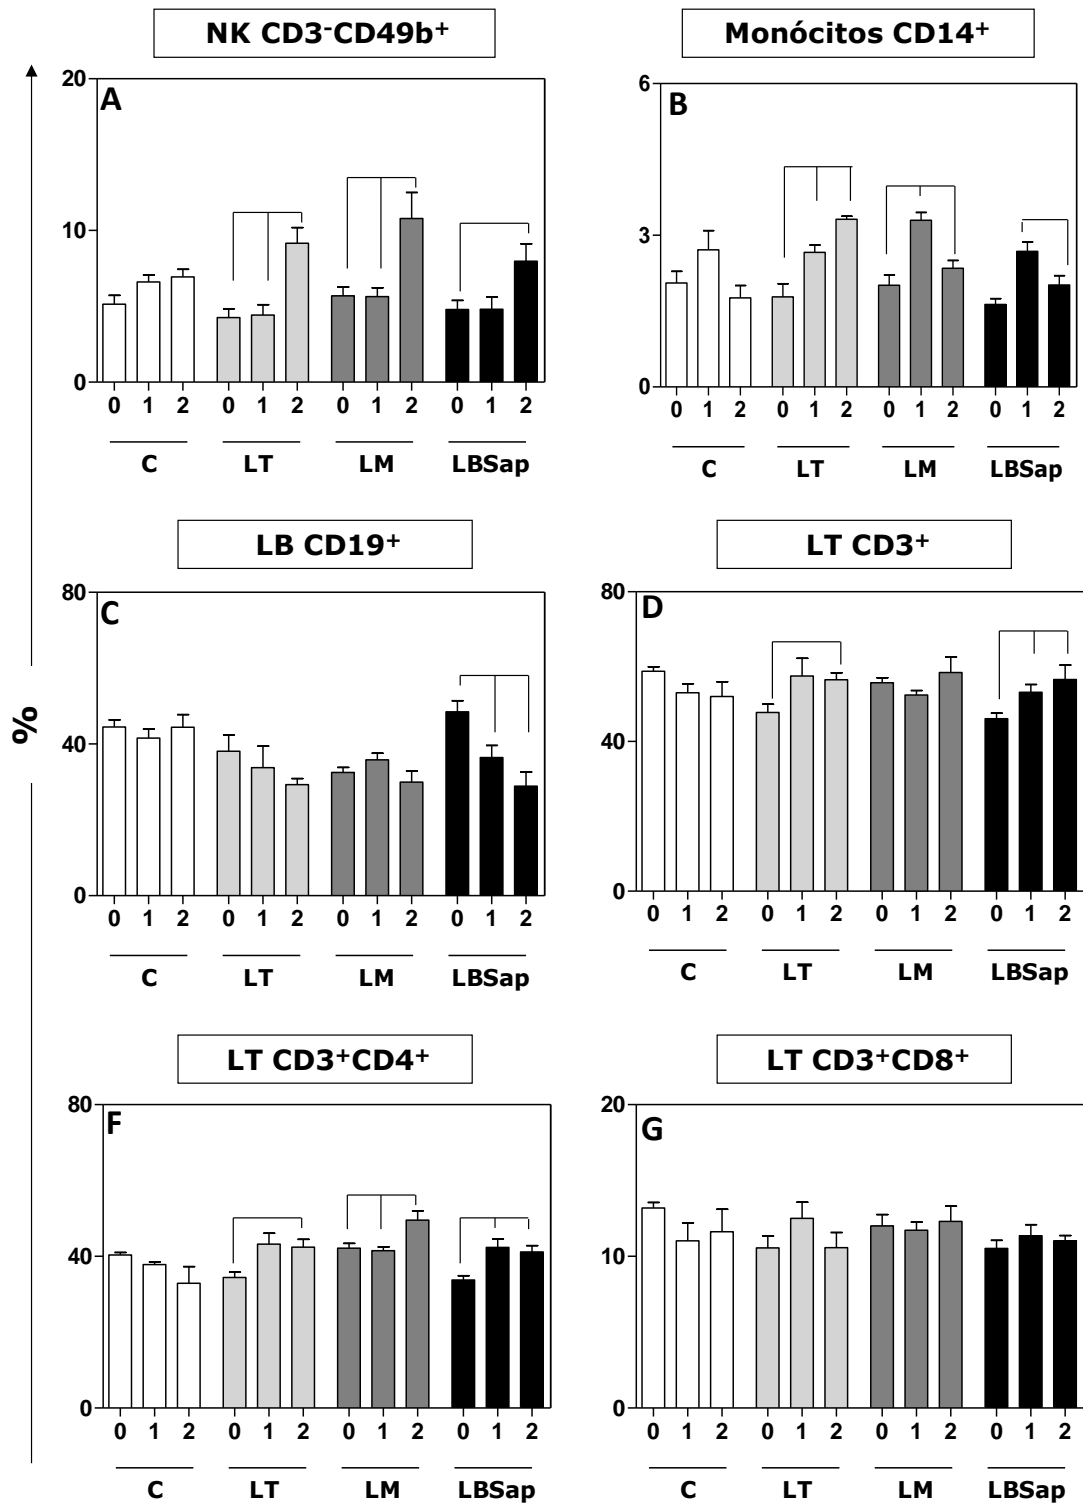 NK CD3⁻CD49b⁺
Monócitos CD14⁺
A
20
10
0
0 1 2 0 1 2 0 1 2 0 1 2
C LT LM LBSap
B
6
3
0
0 1 2 0 1 2 0 1 2 0 1 2
C LT LM LBSap
%
LB CD19⁺
LT CD3⁺
C
80
40
0
0 1 2 0 1 2 0 1 2 0 1 2
C LT LM LBSap
D
80
40
0
0 1 2 0 1 2 0 1 2 0 1 2
C LT LM LBSap
LT CD3⁺CD4⁺
LT CD3⁺CD8⁺
F
80
40
0
0 1 2 0 1 2 0 1 2 0 1 2
C LT LM LBSap
G
20
10
0
0 1 2 0 1 2 0 1 2 0 1 2
C LT LM LBSap